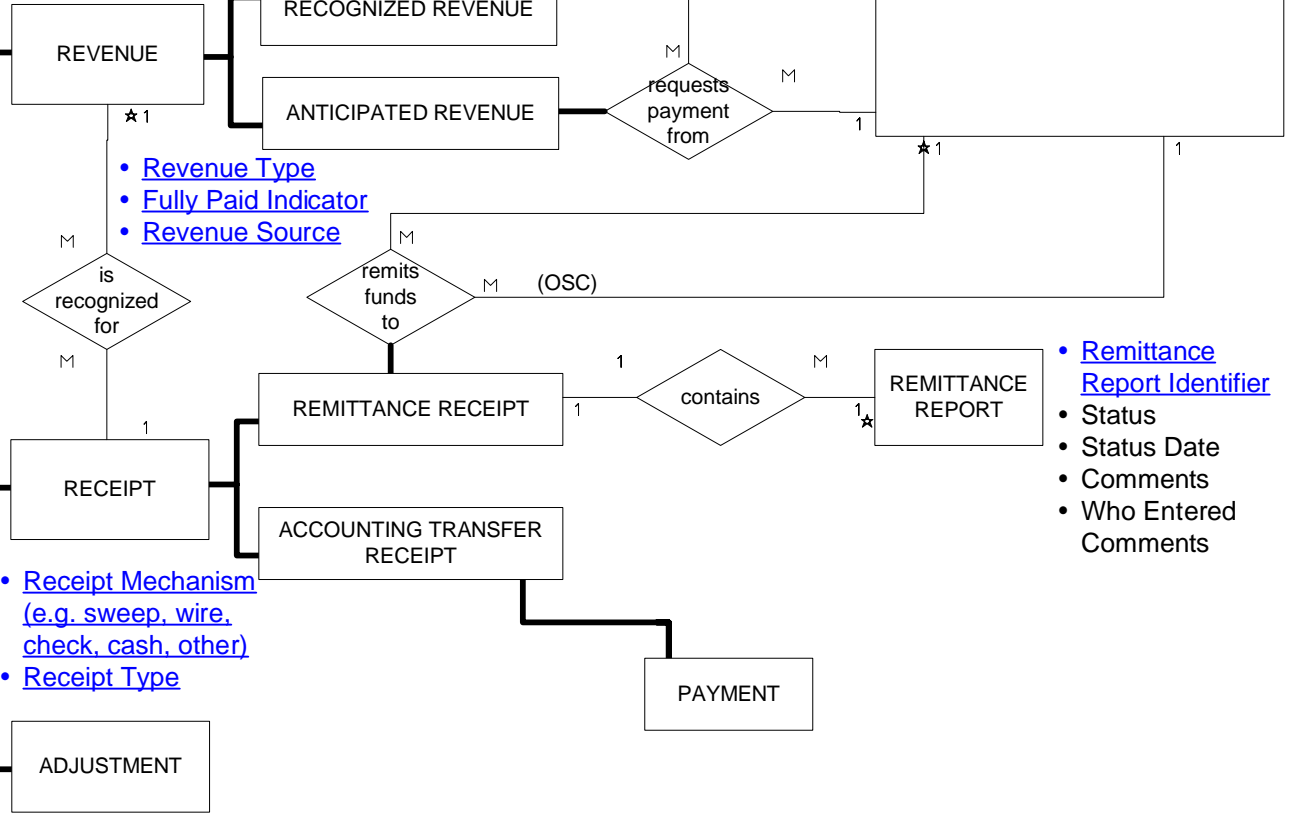 RECOGNIZED REVENUE
REVENUE
M
M
requests
payment
from
ANTICIPATED REVENUE
1
☆ 1
☆ 1
1
• Revenue Type
• Fully Paid Indicator
• Revenue Source
M
M
is
recognized
for
remits
funds
to
M
(OSC)
M
1
M
contains
REMITTANCE
REPORT
• Remittance
Report Identifier
• Status
• Status Date
• Comments
• Who Entered
Comments
REMITTANCE RECEIPT
1
1
☆
1
RECEIPT
ACCOUNTING TRANSFER
RECEIPT
• Receipt Mechanism
(e.g. sweep, wire,
check, cash, other)
• Receipt Type
PAYMENT
ADJUSTMENT